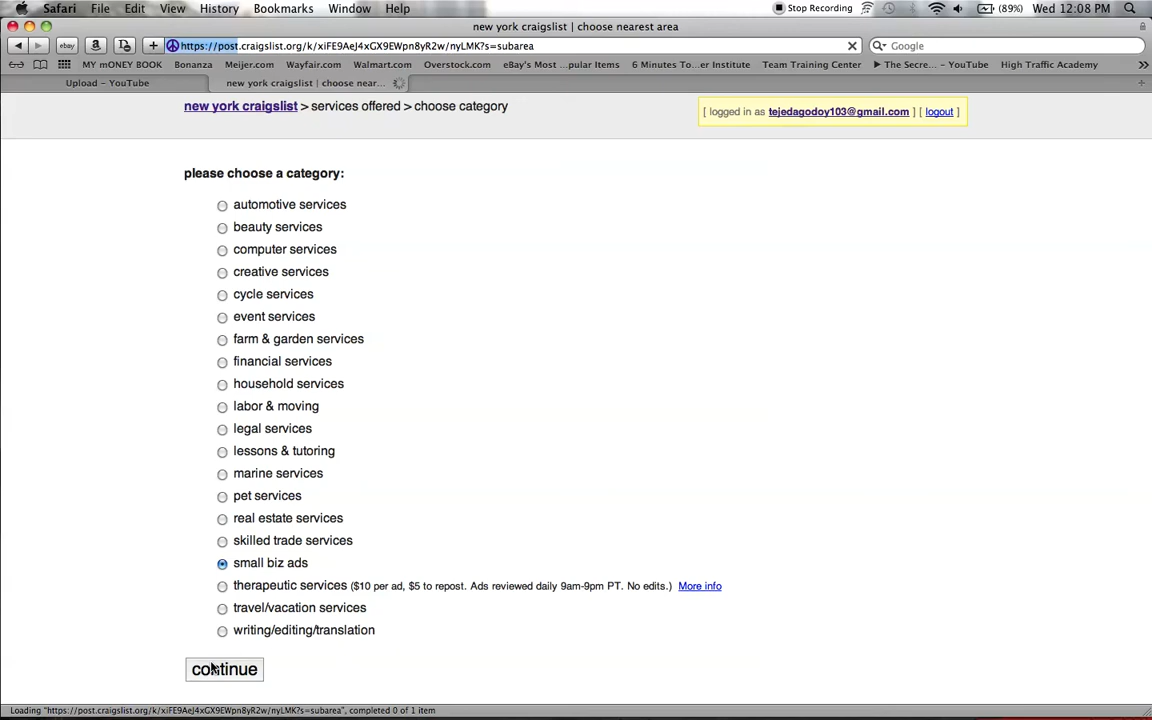 Safari File Edit View History Bookmarks Window Help Stop Recording (89%) Wed 12:08 PM
new york craigslist | choose nearest area
ebay a https://post.craigslist.org/k/xiFE9AeJ4xGX9EWpn8yR2w/nyLMK?s=subarea Google
MY mONEY BOOK Bonanza Meijer.com Wayfair.com Walmart.com Overstock.com eBay's Most ...pular Items 6 Minutes To...er Institute Team Training Center ▶ The Secre... – YouTube High Traffic Academy
Upload – YouTube new york craigslist | choose near...
new york craigslist > services offered > choose category [ logged in as tejedagodoy103@gmail.com ] [ logout ]
please choose a category:
automotive services
beauty services
computer services
creative services
cycle services
event services
farm & garden services
financial services
household services
labor & moving
legal services
lessons & tutoring
marine services
pet services
real estate services
skilled trade services
small biz ads
therapeutic services ($10 per ad, $5 to repost. Ads reviewed daily 9am-9pm PT. No edits.) More info
travel/vacation services
writing/editing/translation
continue
Loading "https://post.craigslist.org/k/xiFE9AeJ4xGX9EWpn8yR2w/nyLMK?s=subarea", completed 0 of 1 item